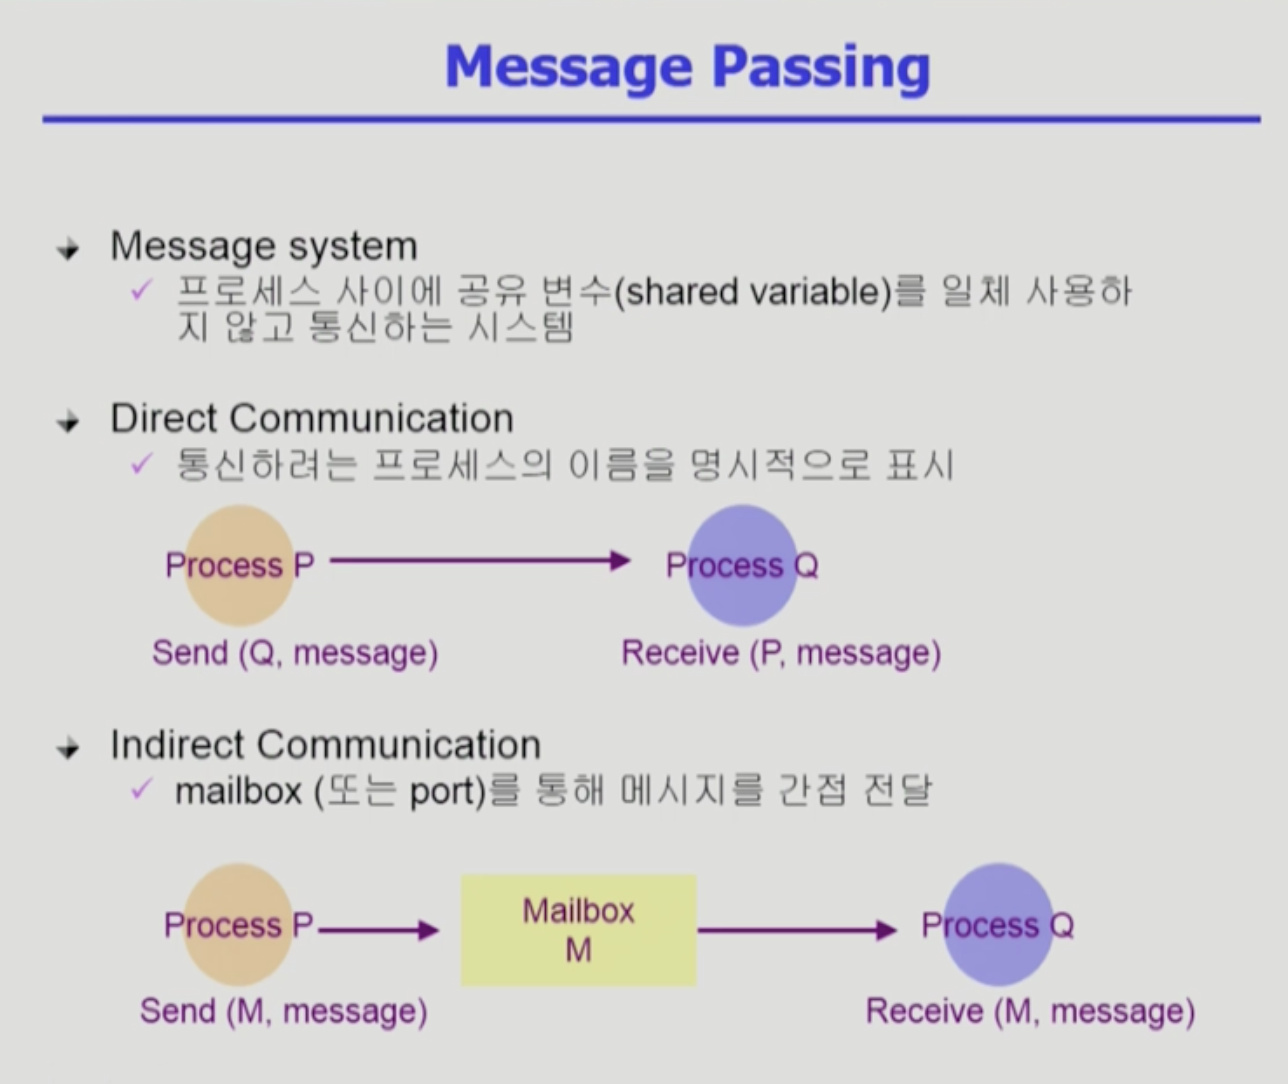 Message Passing
Message system
프로세스 사이에 공유 변수(shared variable)를 일체 사용하
지 않고 통신하는 시스템
Direct Communication
통신하려는 프로세스의 이름을 명시적으로 표시
Process P
Process Q
Send (Q, message)
Receive (P, message)
Indirect Communication
mailbox (또는 port)를 통해 메시지를 간접 전달
Process P
Mailbox
M
Process Q
Send (M, message)
Receive (M, message)